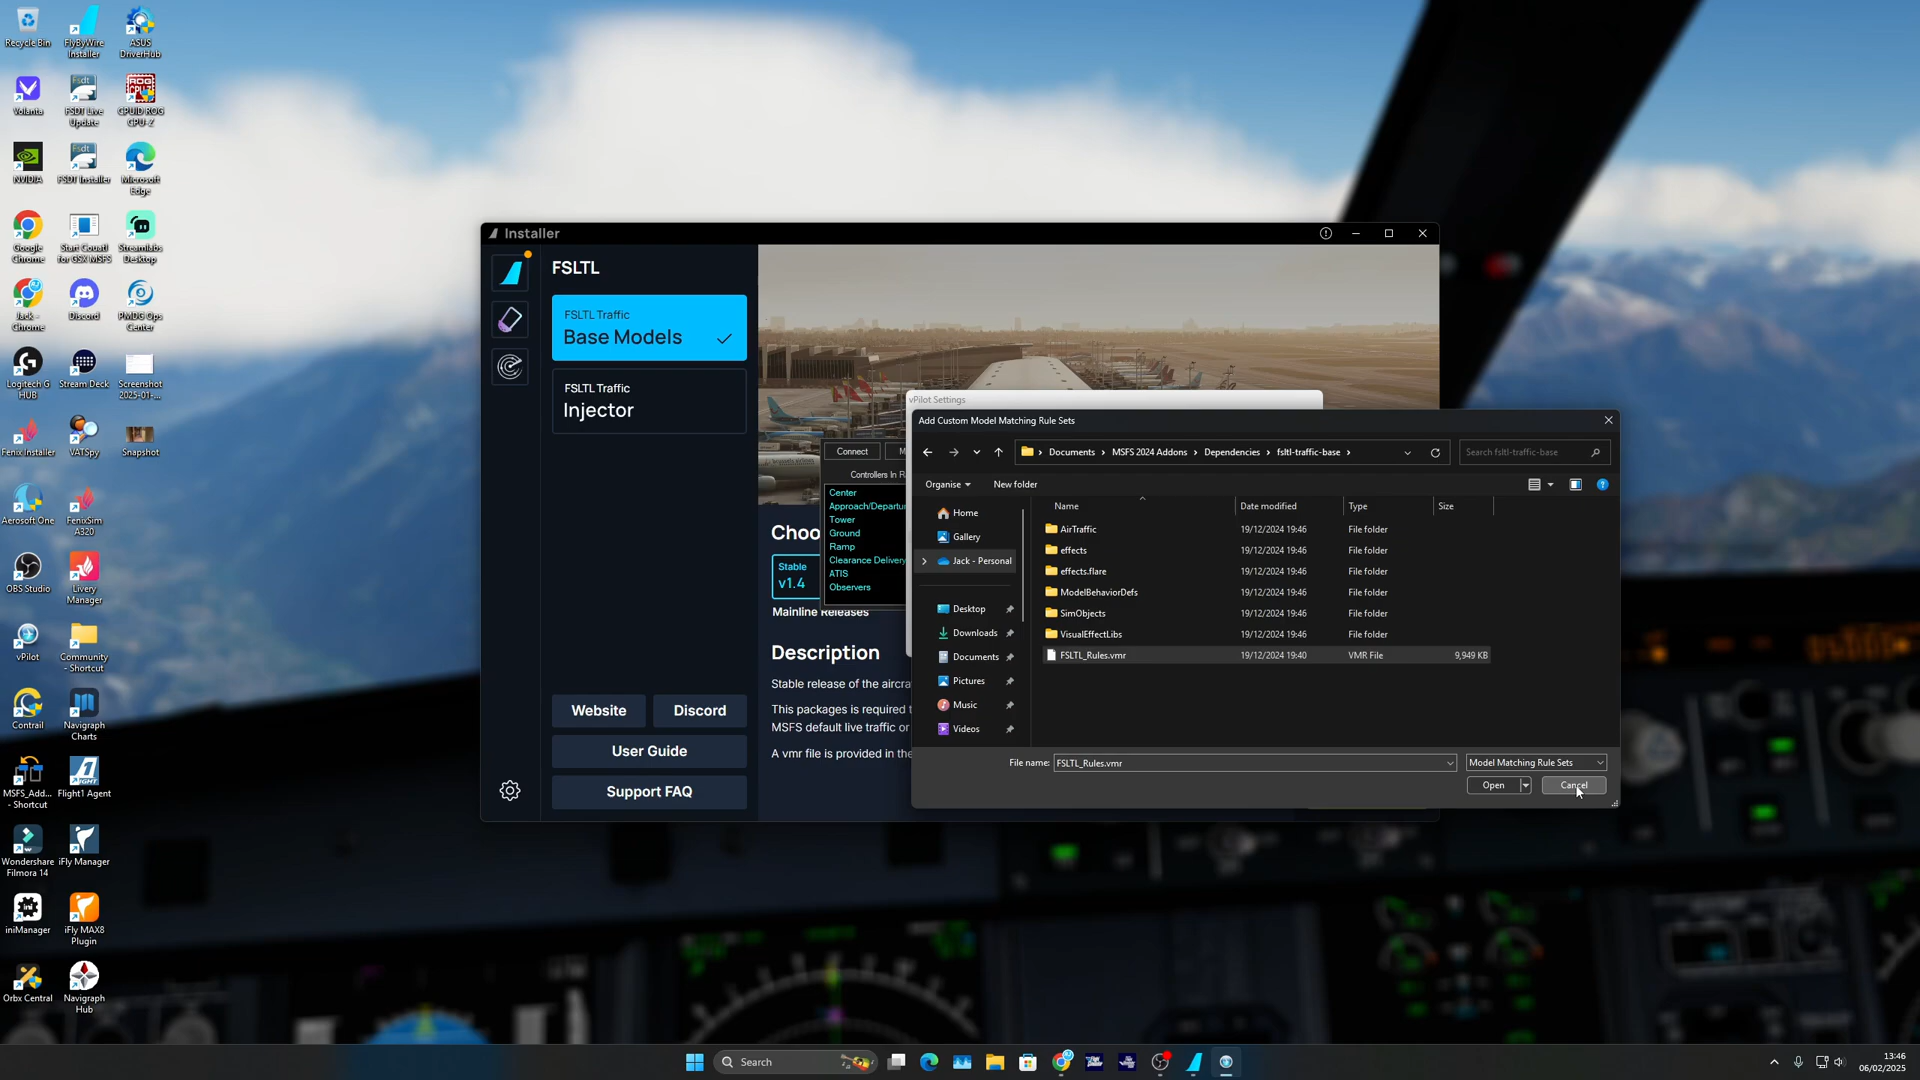 Recycle Bin
FlyByWire
Installer
ASUS
DriverHub
Volanta
FSDT Live
Update
CPUID ROG
CPU-Z
NVIDIA
FSDT Installer
Microsoft
Edge
Google
Chrome
Start Couatl
for GSX MSFS
Streamlabs
Desktop
Jack -
Chrome
Discord
PMDG Ops
Center
Logitech G
HUB
Stream Deck
Screenshot
2025-01-...
Fenix Installer
VATSpy
Snapshot
Aerosoft One
FenixSim
A320
OBS Studio
Livery
Manager
vPilot
Community
- Shortcut
Contrail
Navigraph
Charts
MSFS_Add...
- Shortcut
Flight1 Agent
Wondershare
Filmora 14
iFly Manager
iniManager
iFly MAX8
Plugin
Orbx Central
Navigraph
Hub
Installer
FSLTL
FSLTL Traffic
Base Models
FSLTL Traffic
Injector
Website
Discord
User Guide
Support FAQ
Choo
Stable
v1.4
Mainline Releases
Description
Stable release of the aircra
This packages is required t
MSFS default live traffic or
A vmr file is provided in the
Connect
M
Controllers In Ra
Center
Approach/Departur
Tower
Ground
Ramp
Clearance Delivery
ATIS
Observers
vPilot Settings
Add Custom Model Matching Rule Sets
Documents
MSFS 2024 Addons
Dependencies
fsltl-traffic-base
Search fsltl-traffic-base
Organise
New folder
Home
Gallery
Jack - Personal
Desktop
Downloads
Documents
Pictures
Music
Videos
Name Date modified Type Size
AirTraffic 19/12/2024 19:46 File folder
effects 19/12/2024 19:46 File folder
effects.flare 19/12/2024 19:46 File folder
ModelBehaviorDefs 19/12/2024 19:46 File folder
SimObjects 19/12/2024 19:46 File folder
VisualEffectLibs 19/12/2024 19:46 File folder
FSLTL_Rules.vmr 19/12/2024 19:40 VMR File 9,949 KB
File name: FSLTL_Rules.vmr
Model Matching Rule Sets
Open
Cancel
Search
13:46
06/02/2025